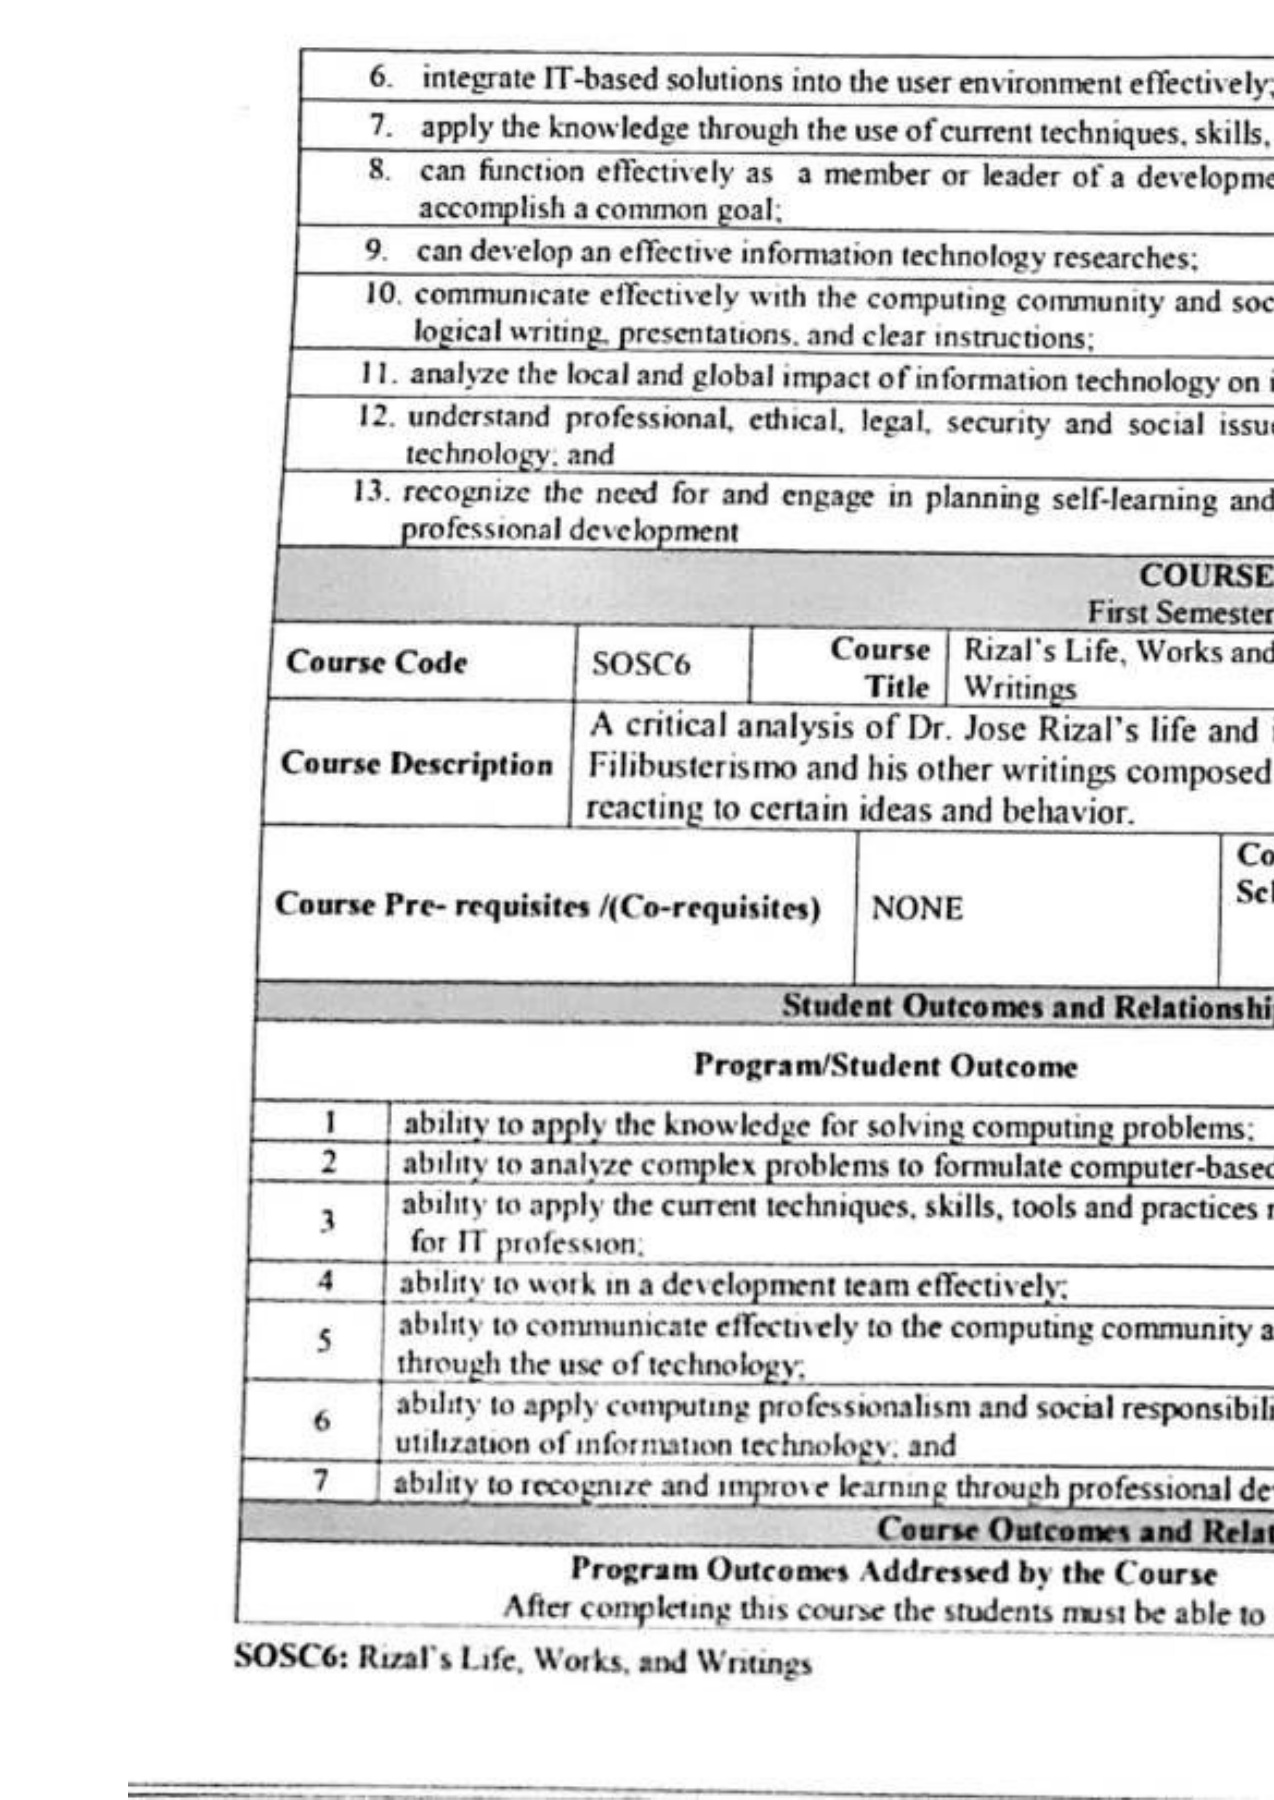 6. integrate IT-based solutions into the user environment effectively;
7. apply the knowledge through the use of current techniques, skills,
8. can function effectively as a member or leader of a developme
accomplish a common goal;
9. can develop an effective information technology researches;
10. communicate effectively with the computing community and soc
logical writing, presentations, and clear instructions;
11. analyze the local and global impact of information technology on i
12. understand professional, ethical, legal, security and social issu
technology; and
13. recognize the need for and engage in planning self-learning and
professional development
COURSE
First Semester
Course Code SOSC6 Course Title Rizal's Life, Works and Writings
Course Description
A critical analysis of Dr. Jose Rizal's life and
Filibusterismo and his other writings composed
reacting to certain ideas and behavior.
Course Pre- requisites /(Co-requisites) NONE Co
Scl
Student Outcomes and Relationshi
Program/Student Outcome
1 ability to apply the knowledge for solving computing problems;
2 ability to analyze complex problems to formulate computer-based
3 ability to apply the current techniques, skills, tools and practices
for IT profession;
4 ability to work in a development team effectively;
5 ability to communicate effectively to the computing community a
through the use of technology;
6 ability to apply computing professionalism and social responsibili
utilization of information technology; and
7 ability to recognize and improve learning through professional de
Course Outcomes and Relat
Program Outcomes Addressed by the Course
After completing this course the students must be able to
SOSC6: Rizal's Life, Works, and Writings